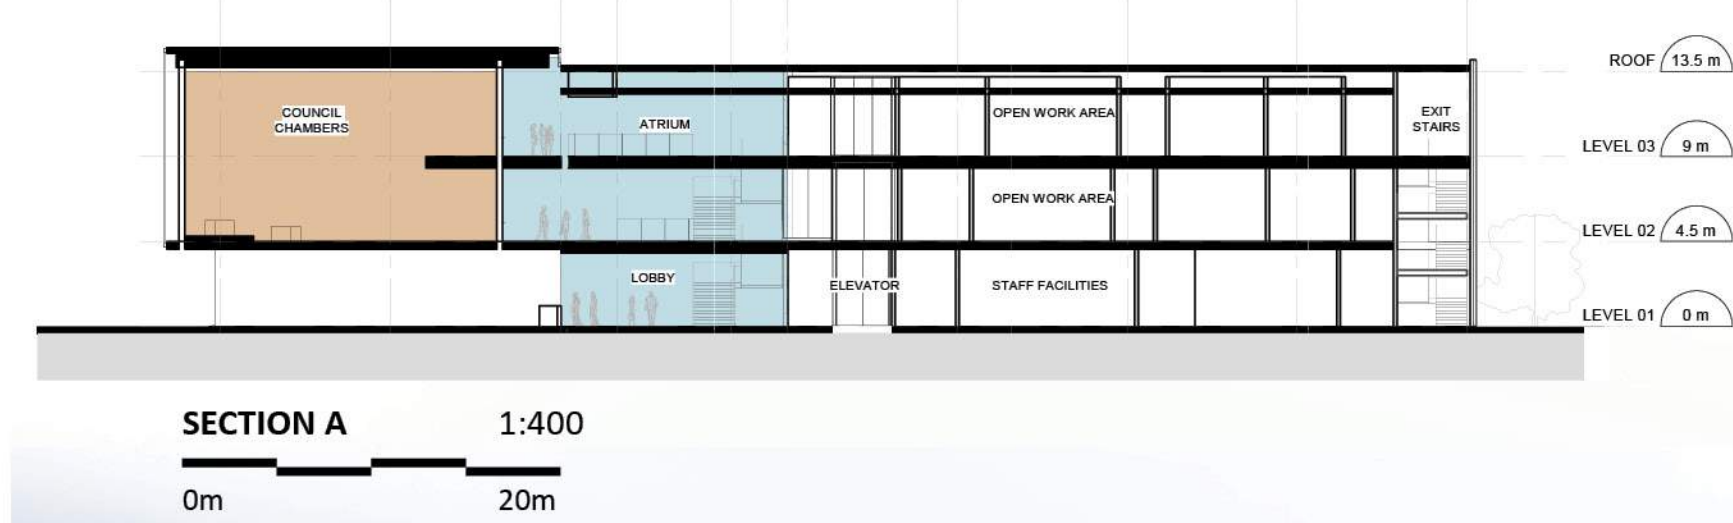 ROOF 13.5 m
COUNCIL
CHAMBERS
ATRIUM
OPEN WORK AREA
EXIT
STAIRS
LEVEL 03 9 m
OPEN WORK AREA
LEVEL 02 4.5 m
LOBBY
ELEVATOR
STAFF FACILITIES
LEVEL 01 0 m
SECTION A 1:400
0m 20m